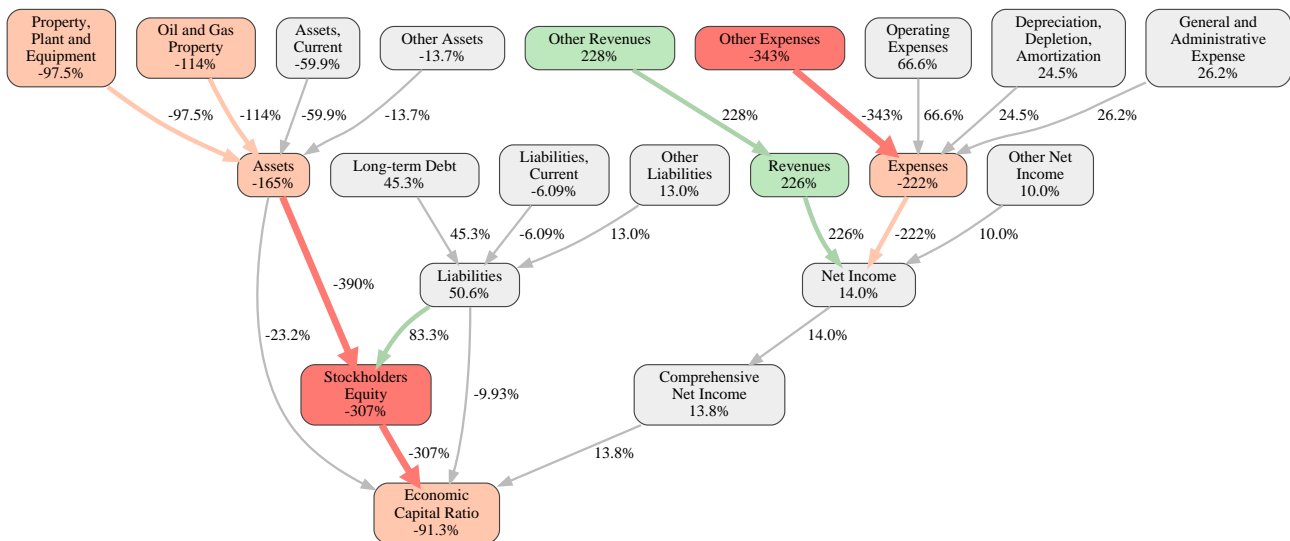 Property,
Plant and
Equipment
-97.5%
Oil and Gas
Property
-114%
Assets,
Current
-59.9%
Other Assets
-13.7%
Other Revenues
228%
Other Expenses
-343%
Operating
Expenses
66.6%
Depreciation,
Depletion,
Amortization
24.5%
General and
Administrative
Expense
26.2%
-97.5%
-114%
-59.9%
-13.7%
228%
-343%
66.6%
24.5%
26.2%
Assets
-165%
Long-term Debt
45.3%
Liabilities,
Current
-6.09%
Other
Liabilities
13.0%
Revenues
226%
Expenses
-222%
Other Net
Income
10.0%
45.3%
-6.09%
13.0%
226%
-222%
10.0%
-390%
Liabilities
50.6%
Net Income
14.0%
-23.2%
83.3%
14.0%
Stockholders
Equity
-307%
-9.93%
Comprehensive
Net Income
13.8%
-307%
13.8%
Economic
Capital Ratio
-91.3%